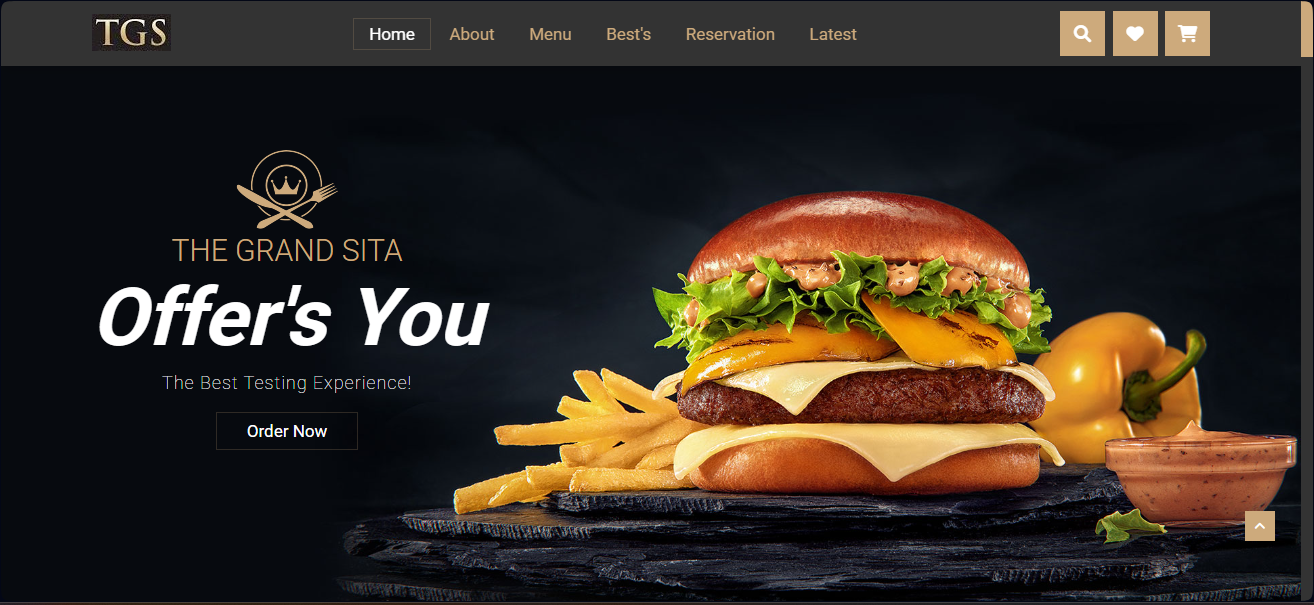 TGS
Home About Menu Best's Reservation Latest
THE GRAND SITA
Offer's You
The Best Testing Experience!
Order Now